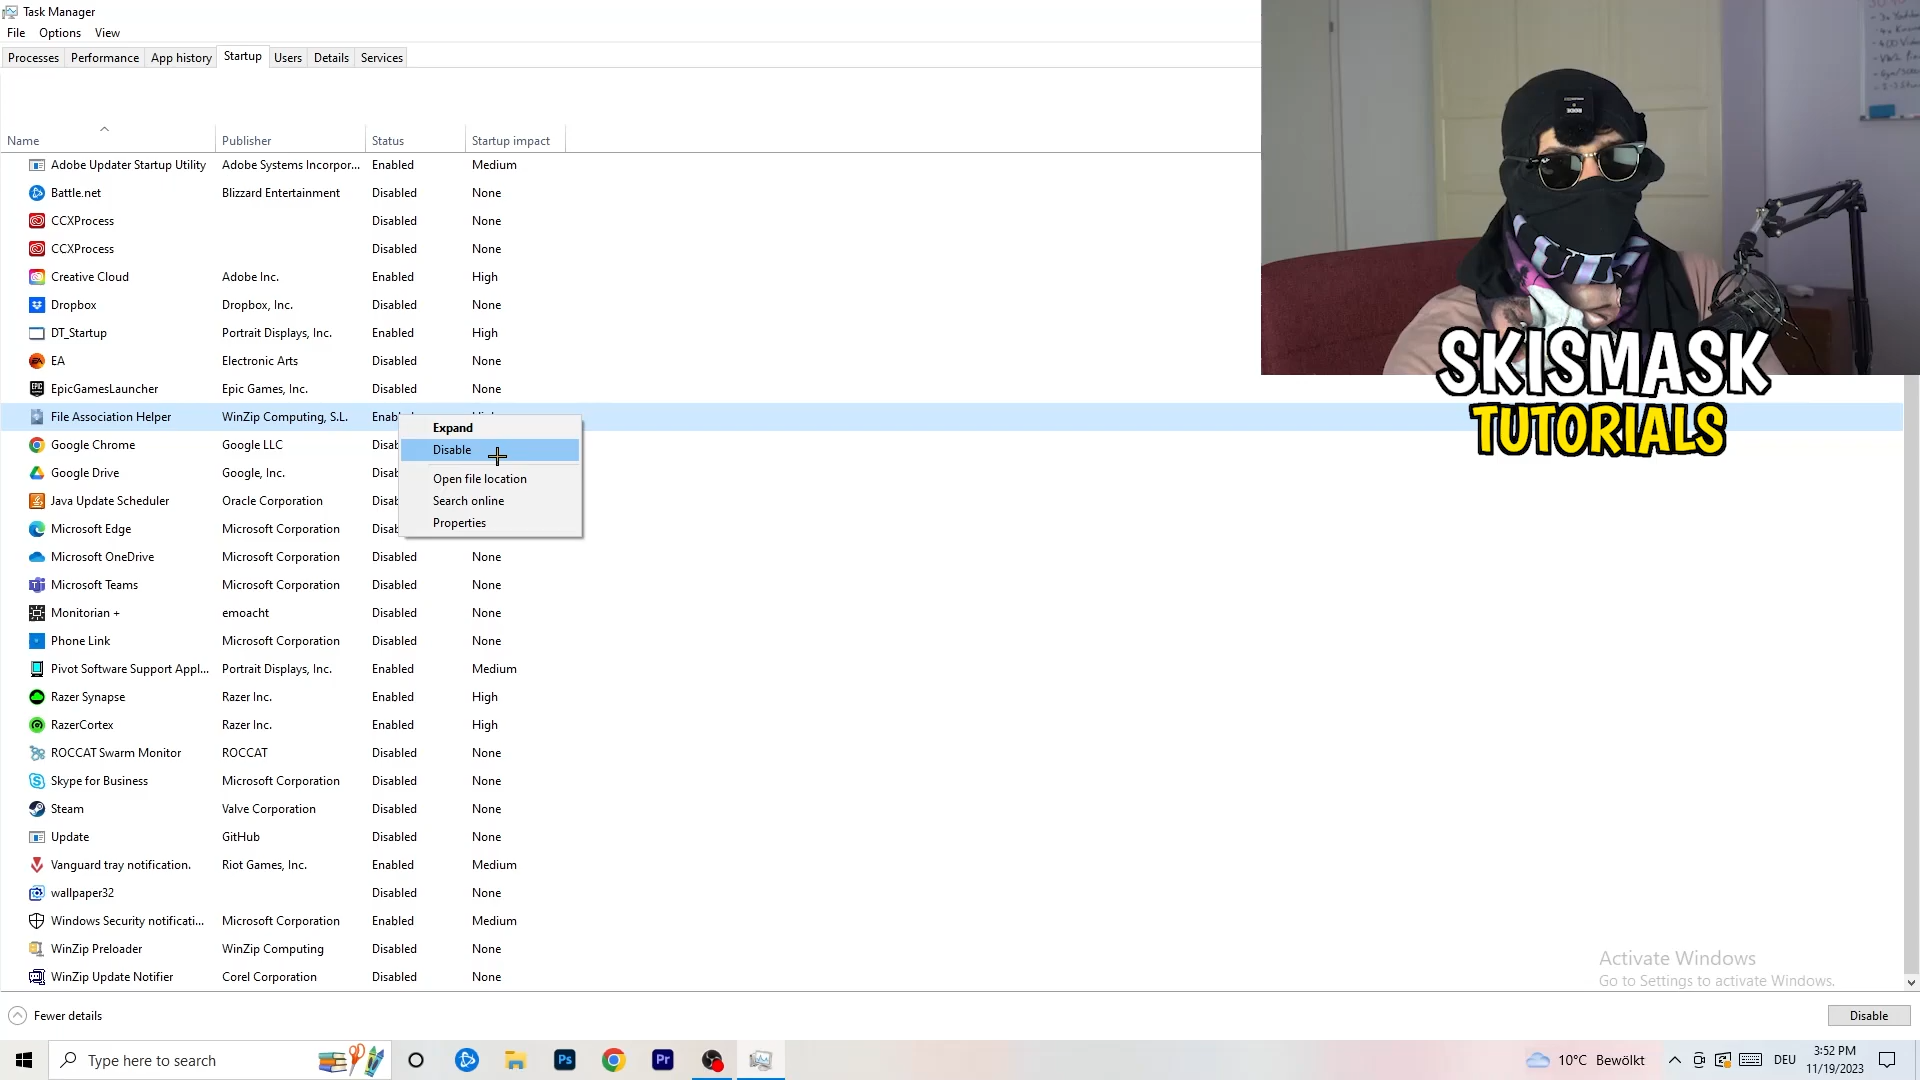 Task Manager
File Options View
Processes Performance App history Startup Users Details Services
Name Publisher Status Startup impact
Adobe Updater Startup Utility Adobe Systems Incorpor... Enabled Medium
Battle.net Blizzard Entertainment Disabled None
CCXProcess Disabled None
CCXProcess Disabled None
Creative Cloud Adobe Inc. Enabled High
Dropbox Dropbox, Inc. Disabled None
DT_Startup Portrait Displays, Inc. Enabled High
EA Electronic Arts Disabled None
EpicGamesLauncher Epic Games, Inc. Disabled None
File Association Helper WinZip Computing, S.L.
Google Chrome Google LLC
Google Drive Google, Inc.
Java Update Scheduler Oracle Corporation
Microsoft Edge Microsoft Corporation
Expand
Disable
Open file location
Search online
Properties
Microsoft OneDrive Microsoft Corporation Disabled None
Microsoft Teams Microsoft Corporation Disabled None
Monitorian + emoacht Disabled None
Phone Link Microsoft Corporation Disabled None
Pivot Software Support Appl... Portrait Displays, Inc. Enabled Medium
Razer Synapse Razer Inc. Enabled High
RazerCortex Razer Inc. Enabled High
ROCCAT Swarm Monitor ROCCAT Disabled None
Skype for Business Microsoft Corporation Disabled None
Steam Valve Corporation Disabled None
Update GitHub Disabled None
Vanguard tray notification. Riot Games, Inc. Enabled Medium
wallpaper32 Disabled None
Windows Security notificati... Microsoft Corporation Enabled Medium
WinZip Preloader WinZip Computing Disabled None
WinZip Update Notifier Corel Corporation Disabled None
SKISMASK
TUTORIALS
Activate Windows
Go to Settings to activate Windows.
Fewer details
Disable
Type here to search
Ps
Pr
10°C Bewölkt
DEU
3:52 PM
11/19/2023